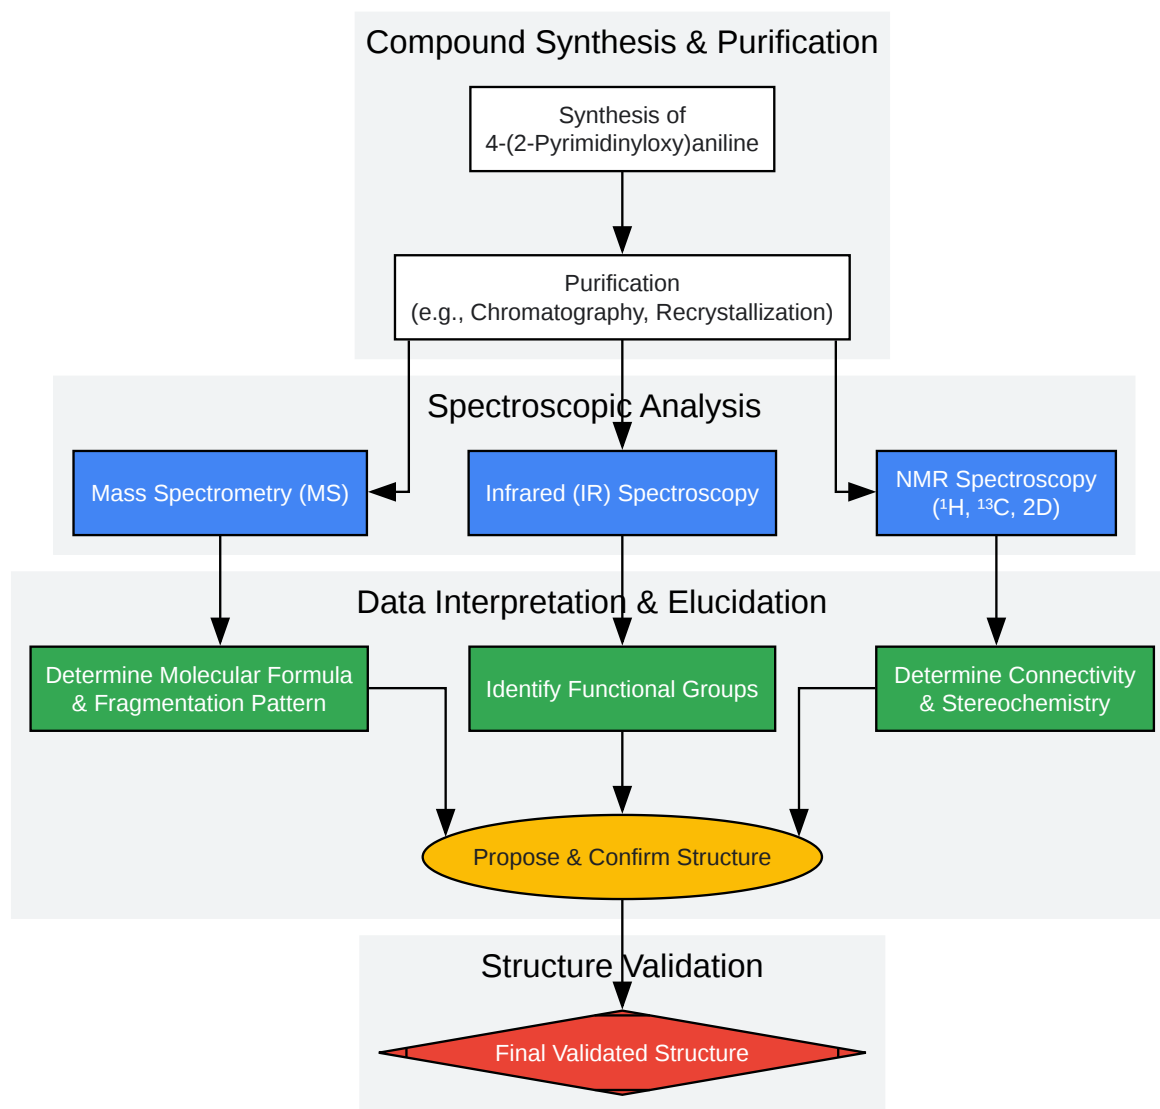 Compound Synthesis & Purification
Synthesis of
4-(2-Pyrimidinyloxy)aniline
Purification
(e.g., Chromatography, Recrystallization)
Spectroscopic Analysis
Mass Spectrometry (MS)
Infrared (IR) Spectroscopy
NMR Spectroscopy
(¹H, ¹³C, 2D)
Data Interpretation & Elucidation
Determine Molecular Formula
& Fragmentation Pattern
Identify Functional Groups
Determine Connectivity
& Stereochemistry
Propose & Confirm Structure
Structure Validation
Final Validated Structure